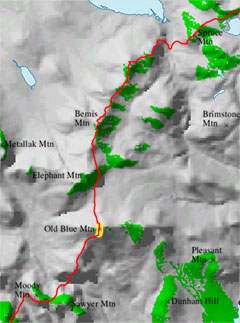 Spruce
Mtn
Bemis
Mtn
Brimstone
Mtn
Metallak Mtn
Elephant Mtn
Old Blue Mtn
Pleasant
Mtn
Moody
Mtn
Sawyer Mtn
Dunham Hill